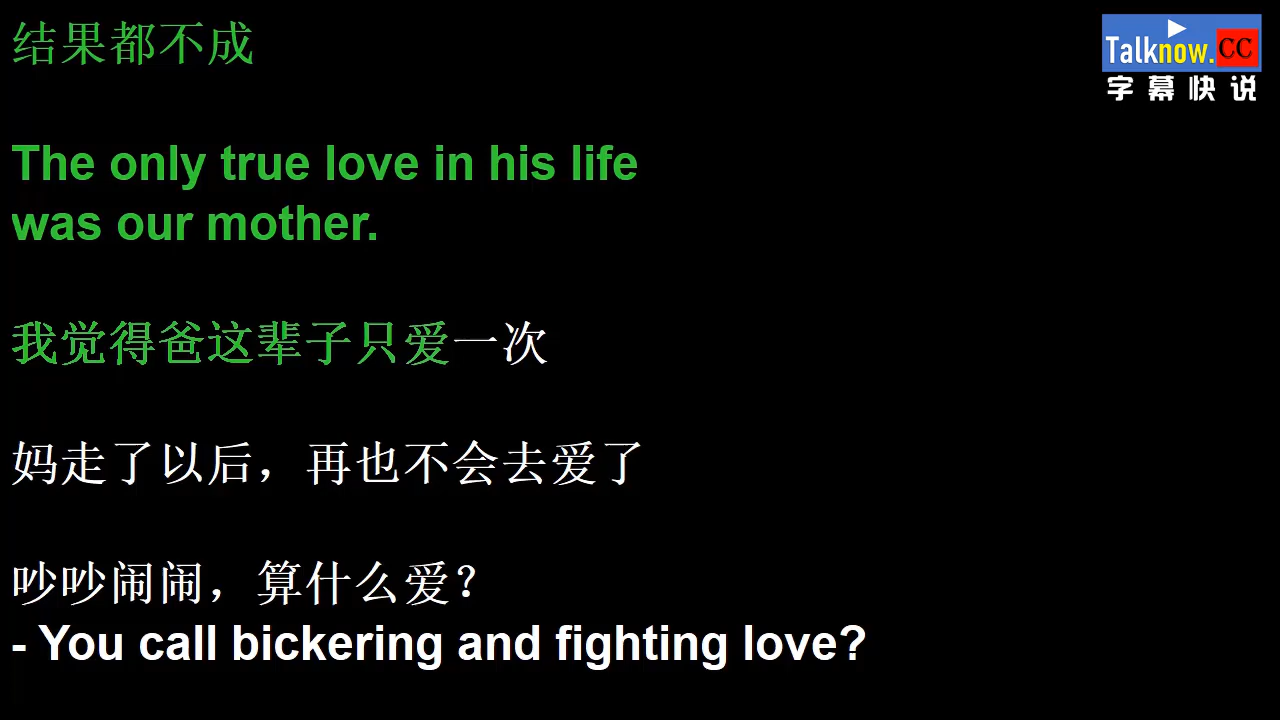 结果都不成
Talknow.CC
字幕快说
The only true love in his life
was our mother.
我觉得爸这辈子只爱一次
妈走了以后，再也不会去爱了
吵吵闹闹，算什么爱？
- You call bickering and fighting love?